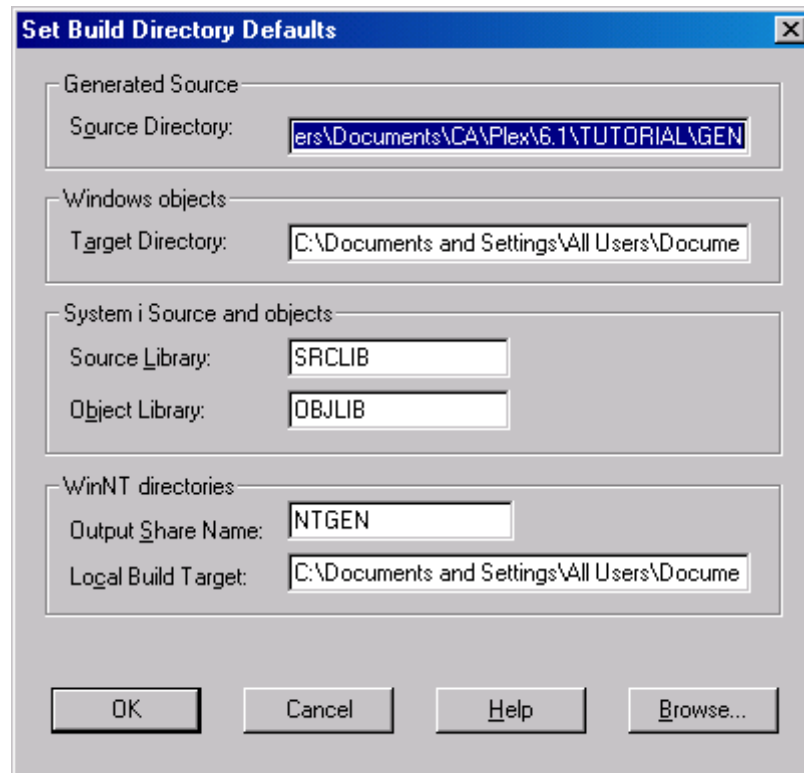 Set Build Directory Defaults
Generated Source
Source Directory: ers\Documents\CA\Plex\6.1\TUTORIAL\GEN
Windows objects
Target Directory: C:\Documents and Settings\All Users\Docume
System i Source and objects
Source Library: SRCLIB
Object Library: OBJLIB
WinNT directories
Output Share Name: NTGEN
Local Build Target: C:\Documents and Settings\All Users\Docume
OK Cancel Help Browse...